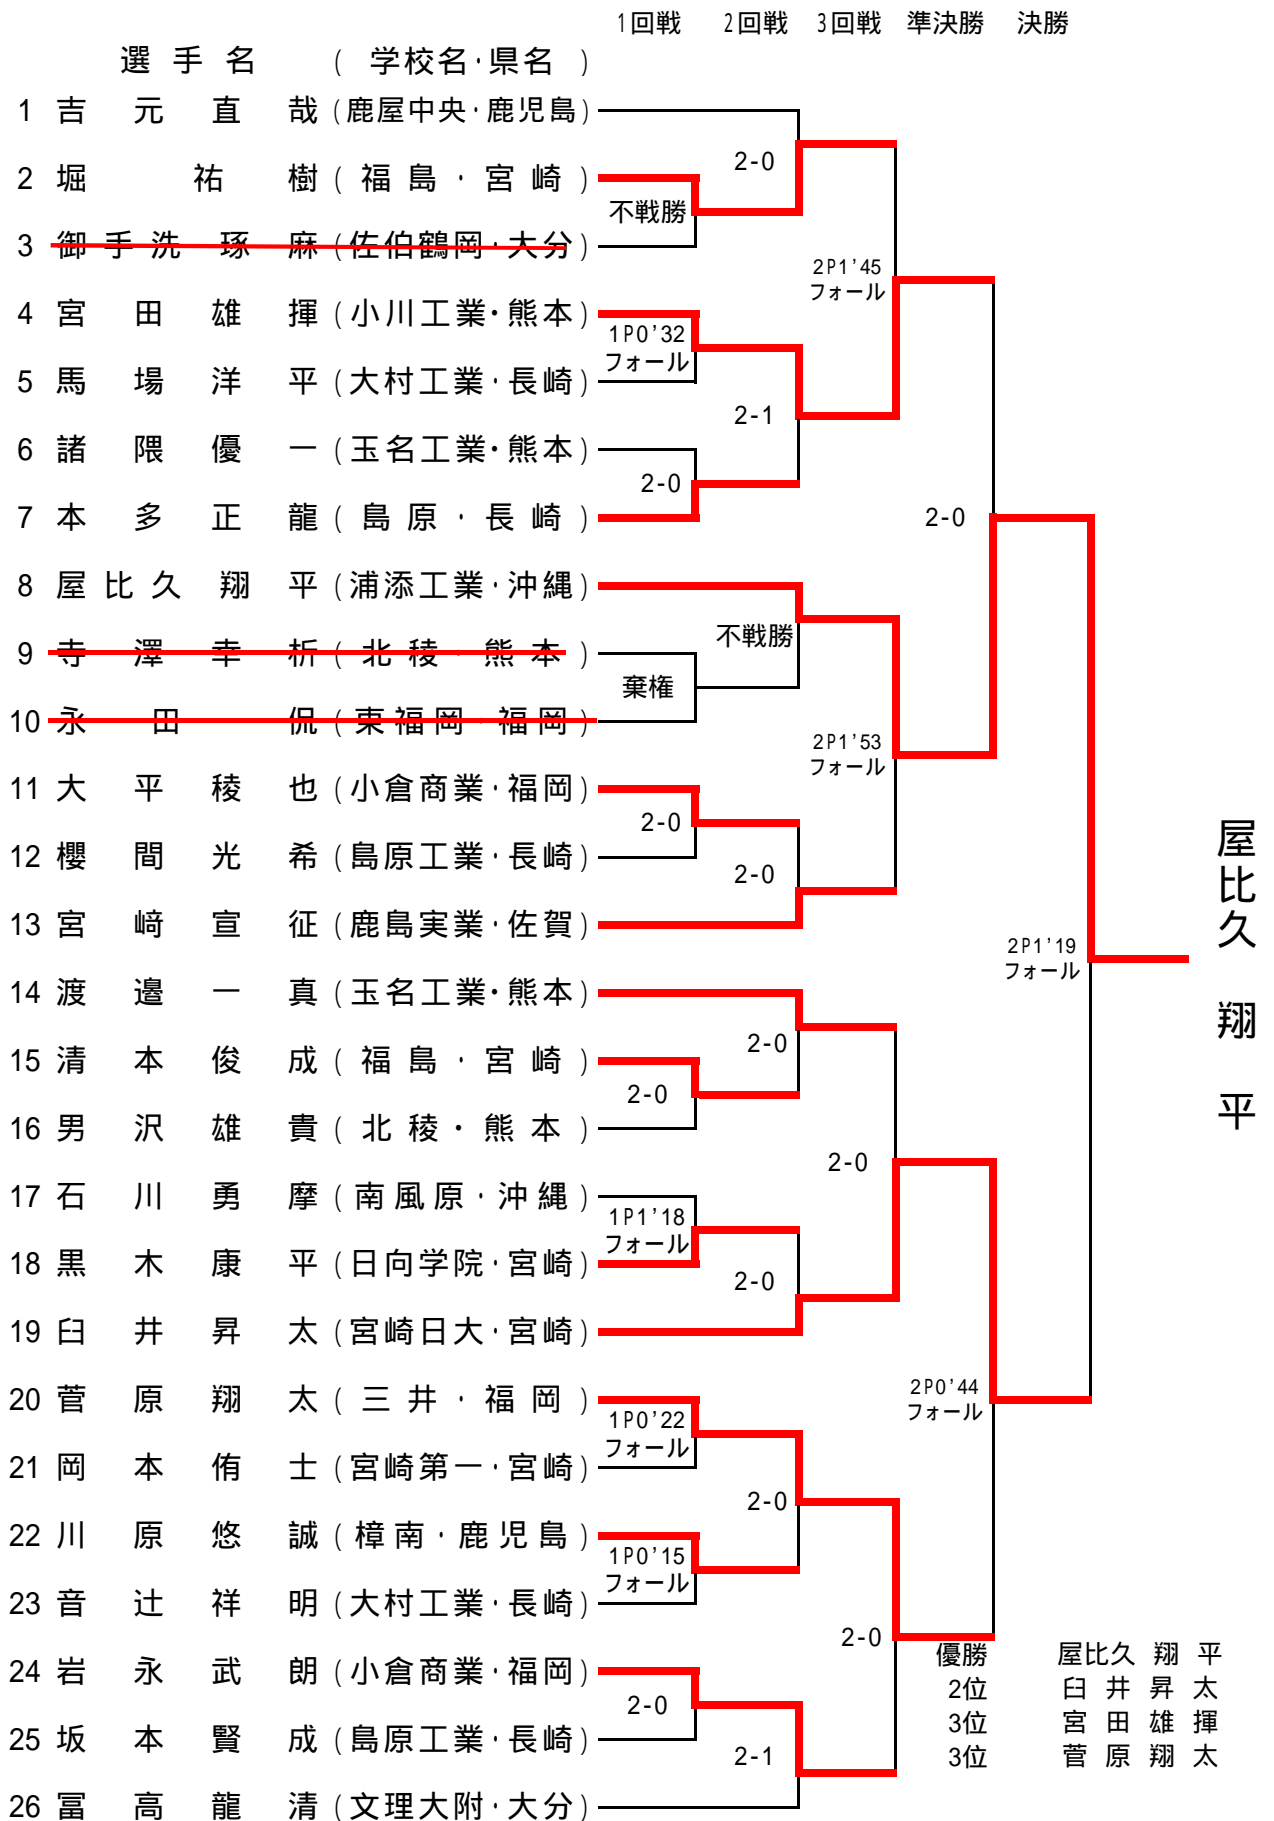 1回戦 2回戦 3回戦 準決勝 決勝
選手名 (学校名・県名)
1 吉元直哉 (鹿屋中央・鹿児島)
2-0
2 堀祐樹 (福島・宮崎)
不戦勝
3 御手洗琢麻 (佐伯鶴岡・大分)
2P1'45
フォール
4 宮田雄揮 (小川工業・熊本)
1P0'32
フォール
5 馬場洋平 (大村工業・長崎)
2-1
6 諸隈優一 (玉名工業・熊本)
2-0
7 本多正龍 (島原・長崎)
2-0
8 屋比久翔平 (浦添工業・沖縄)
不戦勝
9 寺澤幸析 (北稜・熊本)
棄権
10 永田侃 (東福岡・福岡)
2P1'53
フォール
11 大平稜也 (小倉商業・福岡)
2-0
12 櫻間光希 (島原工業・長崎)
2-0
13 宮﨑宣征 (鹿島実業・佐賀)
2P1'19
フォール
屋比久翔平
14 渡邉一真 (玉名工業・熊本)
2-0
15 清本俊成 (福島・宮崎)
2-0
16 男沢雄貴 (北稜・熊本)
2-0
17 石川勇摩 (南風原・沖縄)
1P1'18
フォール
18 黒木康平 (日向学院・宮崎)
2-0
19 臼井昇太 (宮崎日大・宮崎)
2P0'44
フォール
20 菅原翔太 (三井・福岡)
1P0'22
フォール
21 岡本侑士 (宮崎第一・宮崎)
2-0
22 川原悠誠 (樟南・鹿児島)
1P0'15
フォール
23 音辻祥明 (大村工業・長崎)
2-0
24 岩永武朗 (小倉商業・福岡)
2-0
25 坂本賢成 (島原工業・長崎)
2-1
26 冨高龍清 (文理大附・大分)
優勝 屋比久翔平
2位 臼井昇太
3位 宮田雄揮
3位 菅原翔太